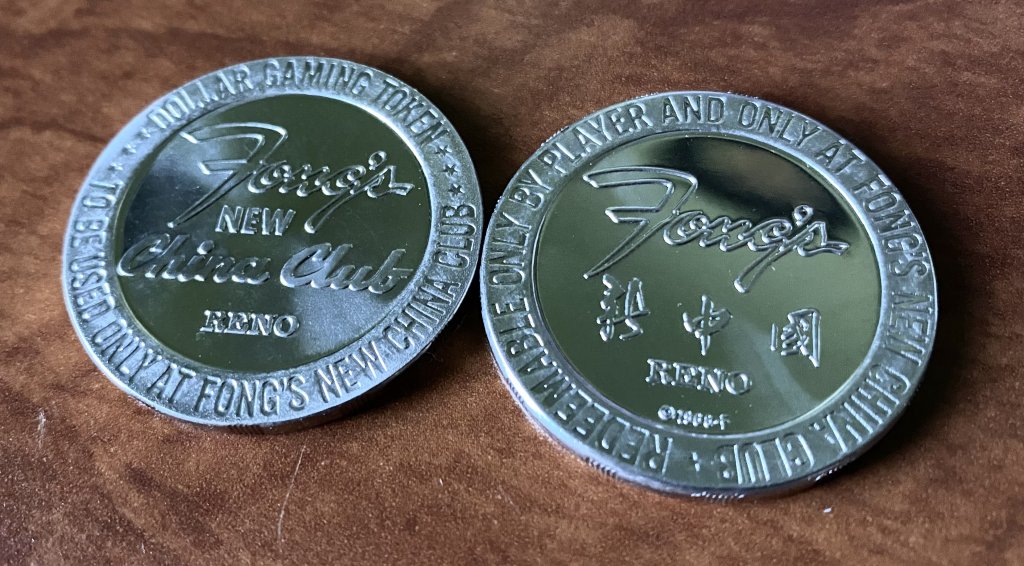 ★ ★ ★ DOLLAR GAMING TOKEN ★ ★ ★
Fong's
NEW
China Club
RENO
TO BE USED ONLY AT FONG'S NEW CHINA CLUB
REDEEMABLE ONLY BY PLAYER AND ONLY AT FONG'S NEW CHINA CLUB
Fong's
新中國
RENO
©1966-F